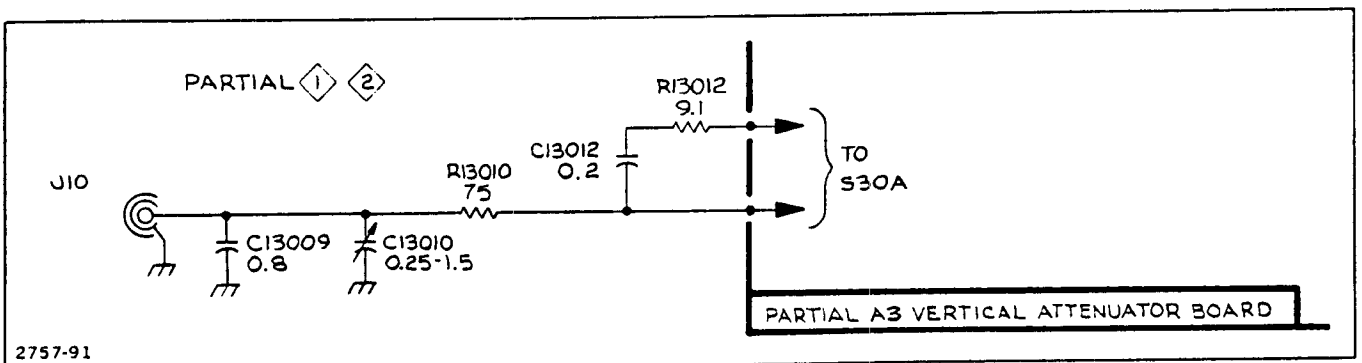 PARTIAL 1 2
R13012
9.1
C13012
0.2
TO
S30A
J10
R13010
75
C13009
0.8
C13010
0.25-1.5
PARTIAL A3 VERTICAL ATTENUATOR BOARD
2757-91